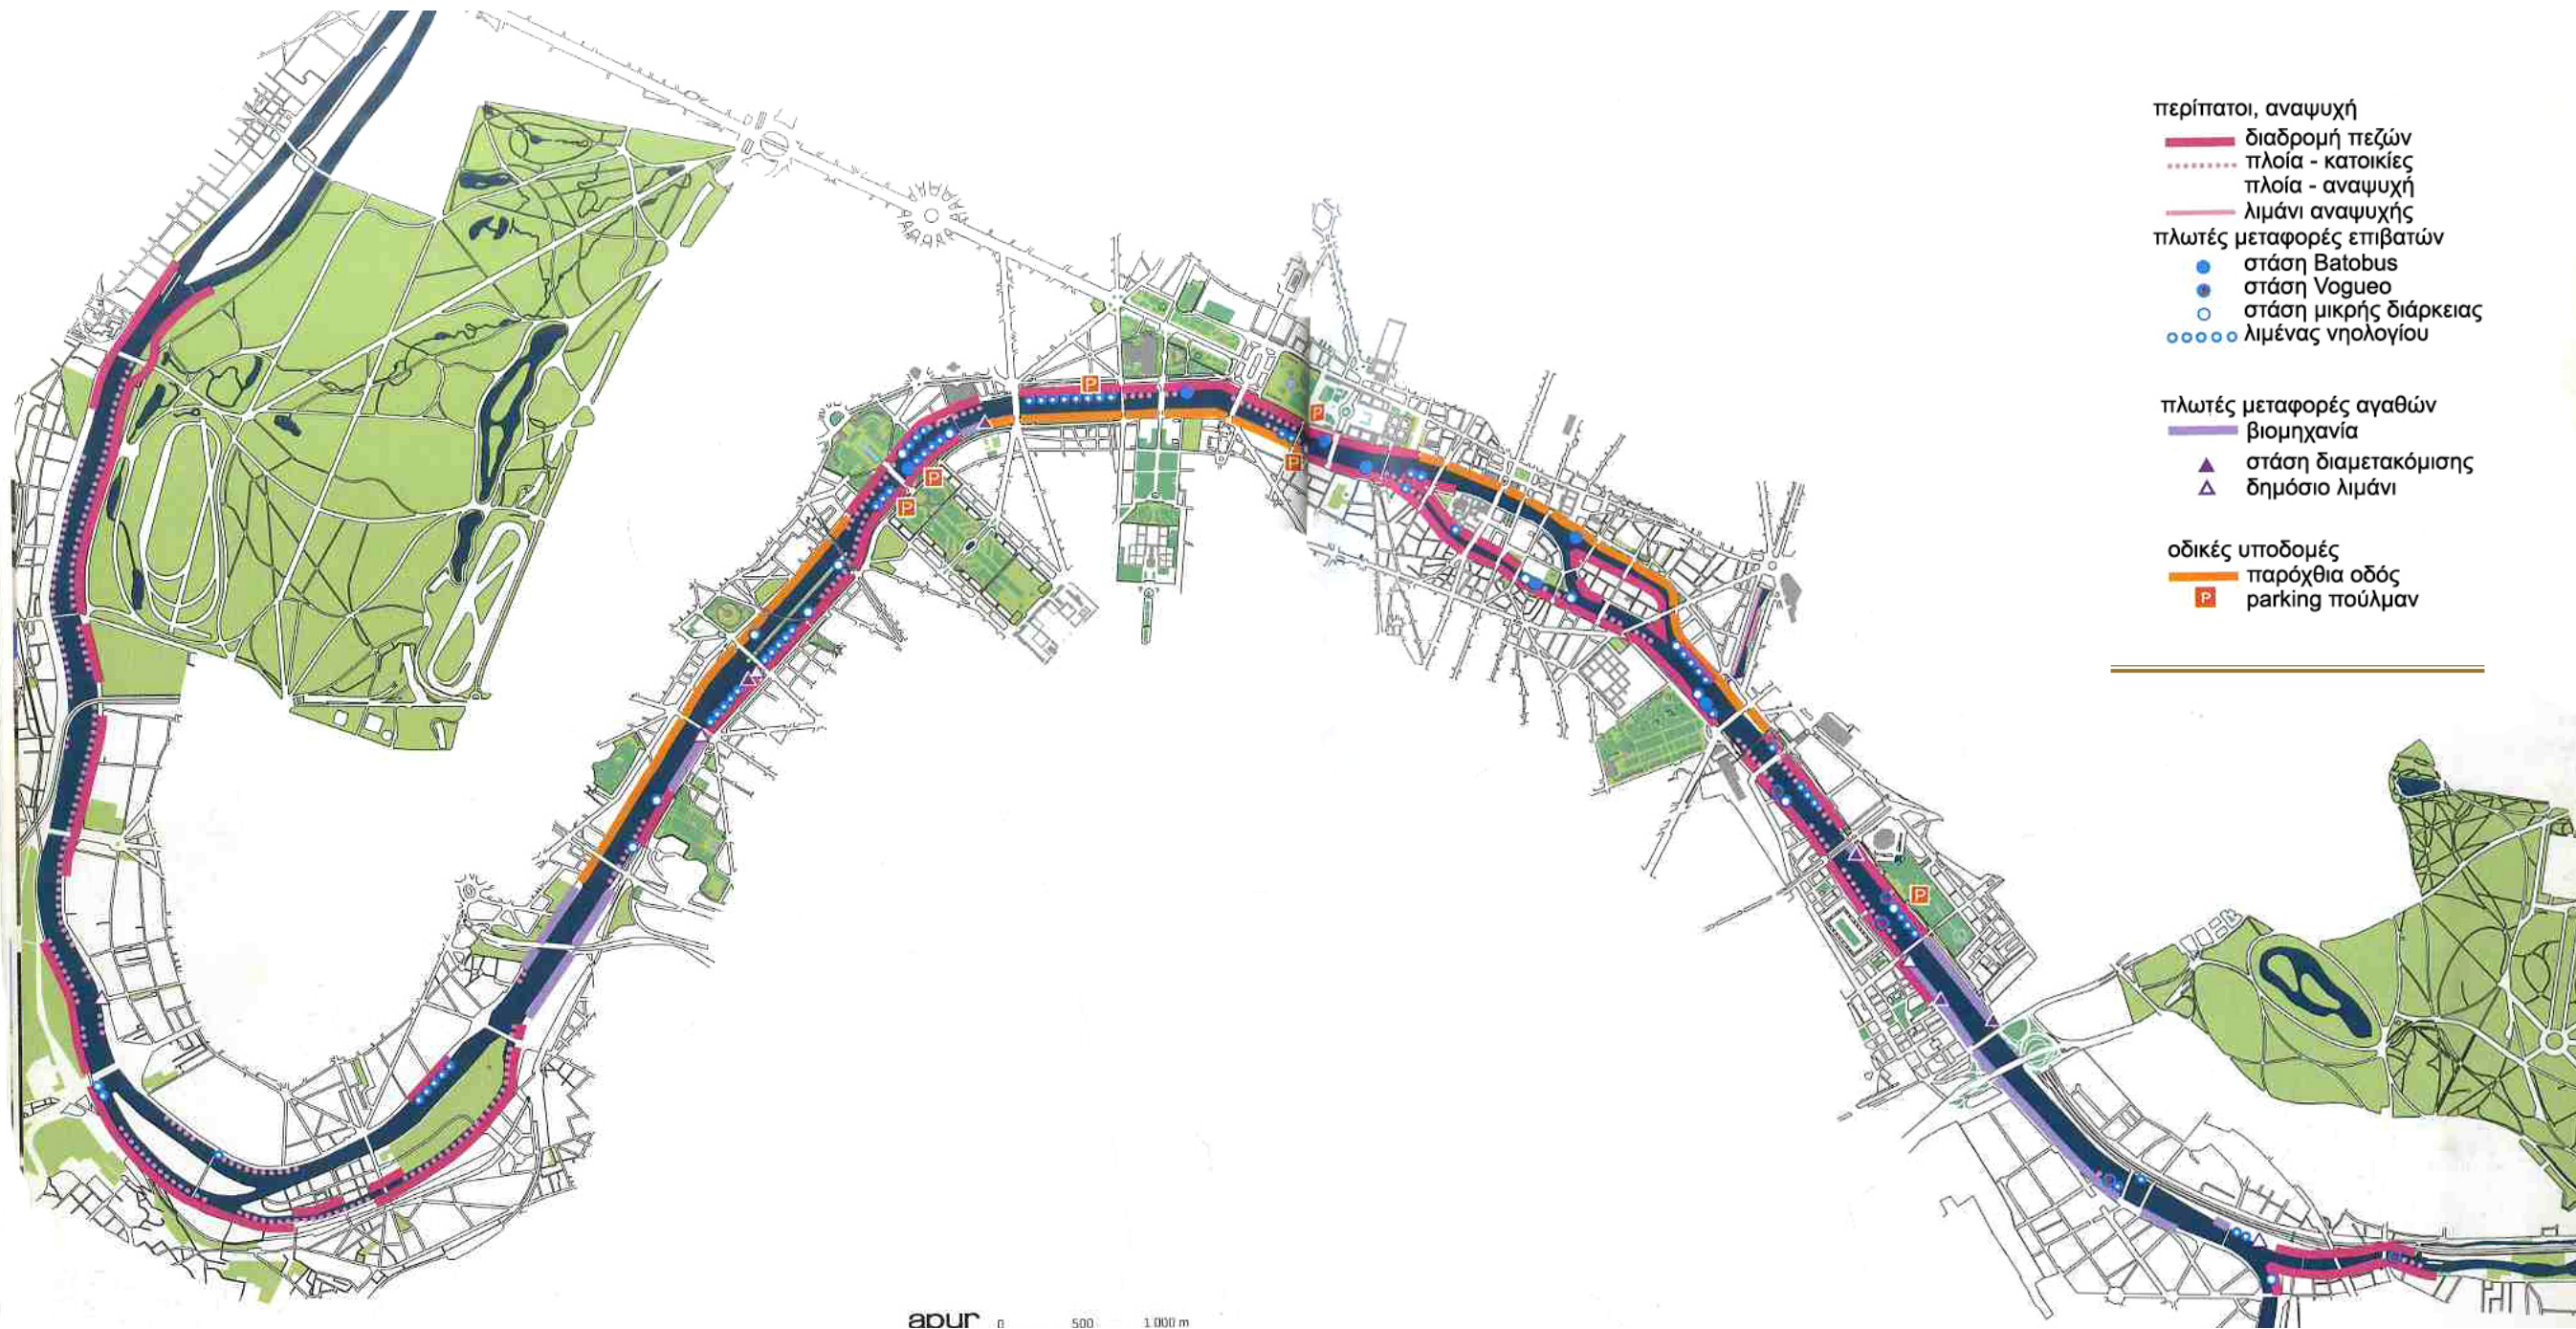 περίπατοι, αναψυχή
διαδρομή πεζών
πλοία - κατοικίες
πλοία - αναψυχή
λιμάνι αναψυχής
πλωτές μεταφορές επιβατών
στάση Batobus
στάση Vogueo
στάση μικρής διάρκειας
λιμένας νηολογίου
πλωτές μεταφορές αγαθών
βιομηχανία
στάση διαμετακόμισης
δημόσιο λιμάνι
οδικές υποδομές
παρόχθια οδός
P parking πούλμαν
P
P
P
P
P
P
apur 0 500 1 000 m